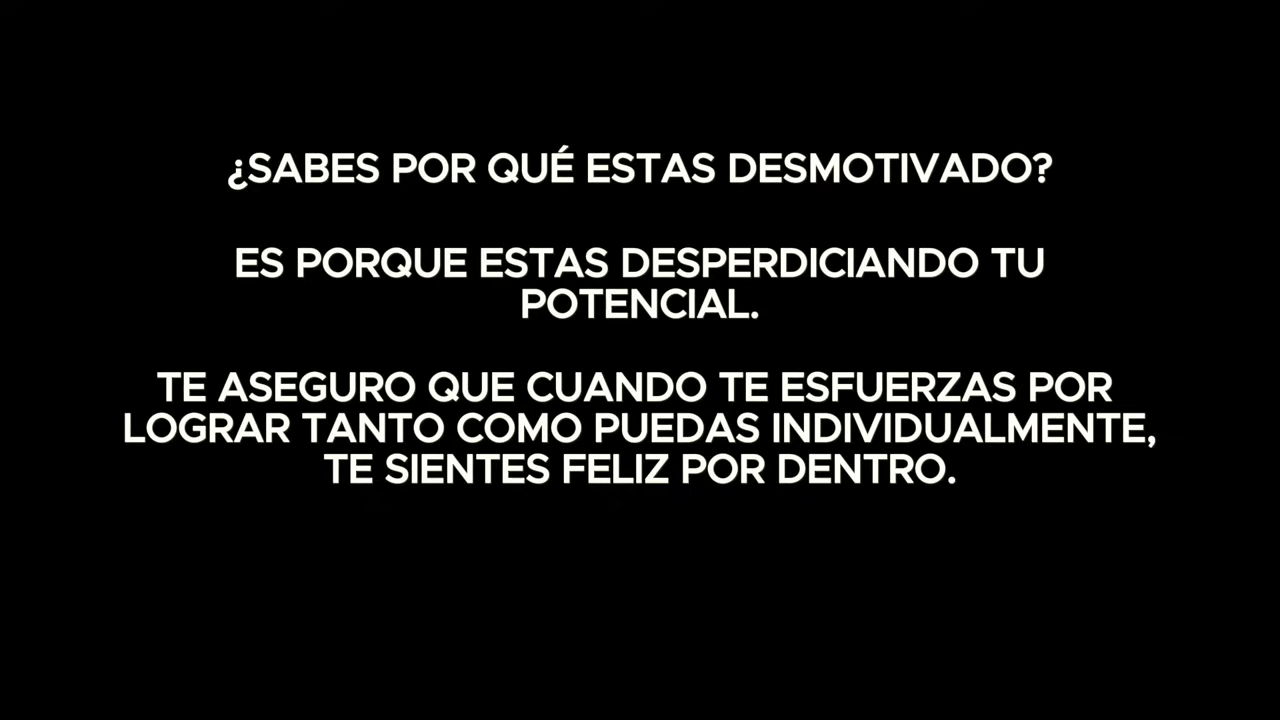 ¿SABES POR QUÉ ESTAS DESMOTIVADO?
ES PORQUE ESTAS DESPERDICIANDO TU
POTENCIAL.
TE ASEGURO QUE CUANDO TE ESFUERZAS POR
LOGRAR TANTO COMO PUEDAS INDIVIDUALMENTE,
TE SIENTES FELIZ POR DENTRO.